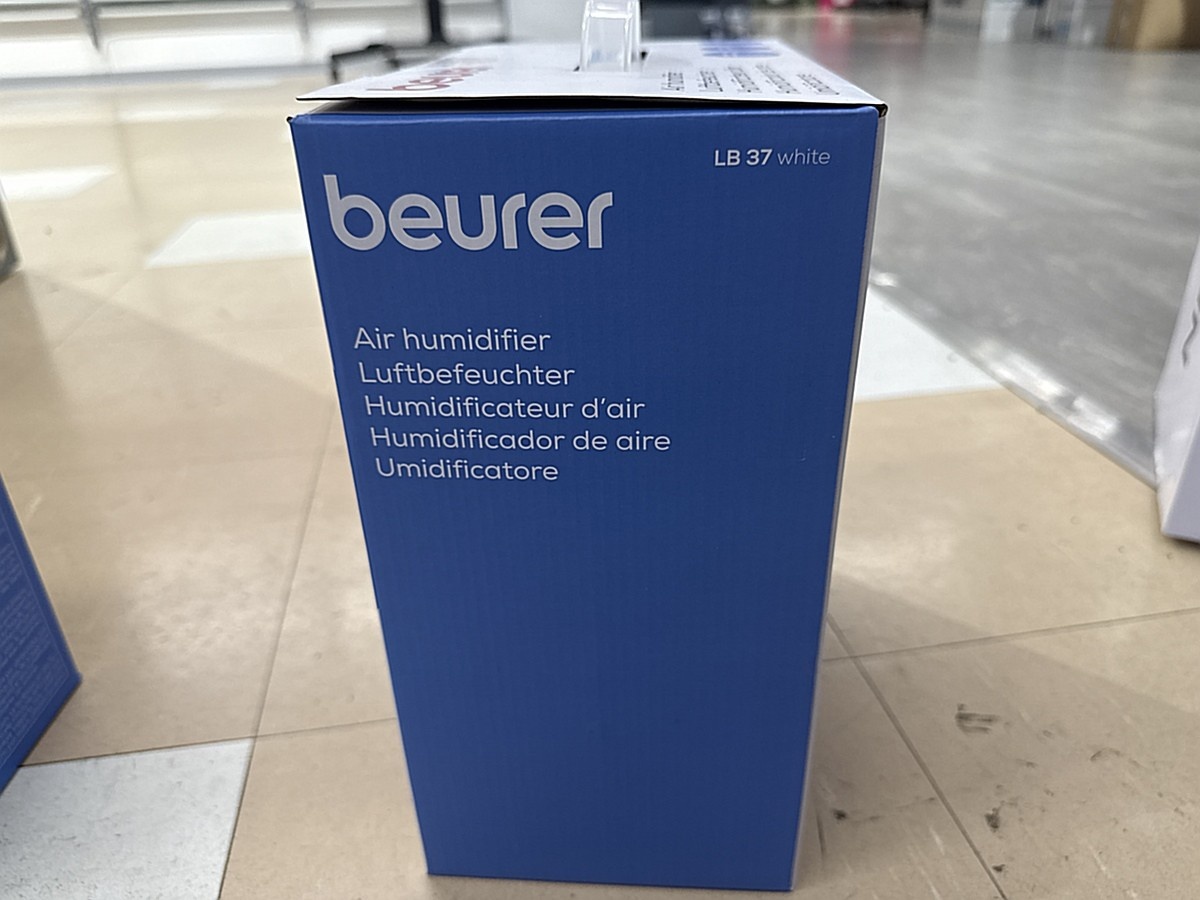 LB 37 white
beurer
Air humidifier
Luftbefeuchter
Humidificateur d'air
Humidificador de aire
Umidificatore